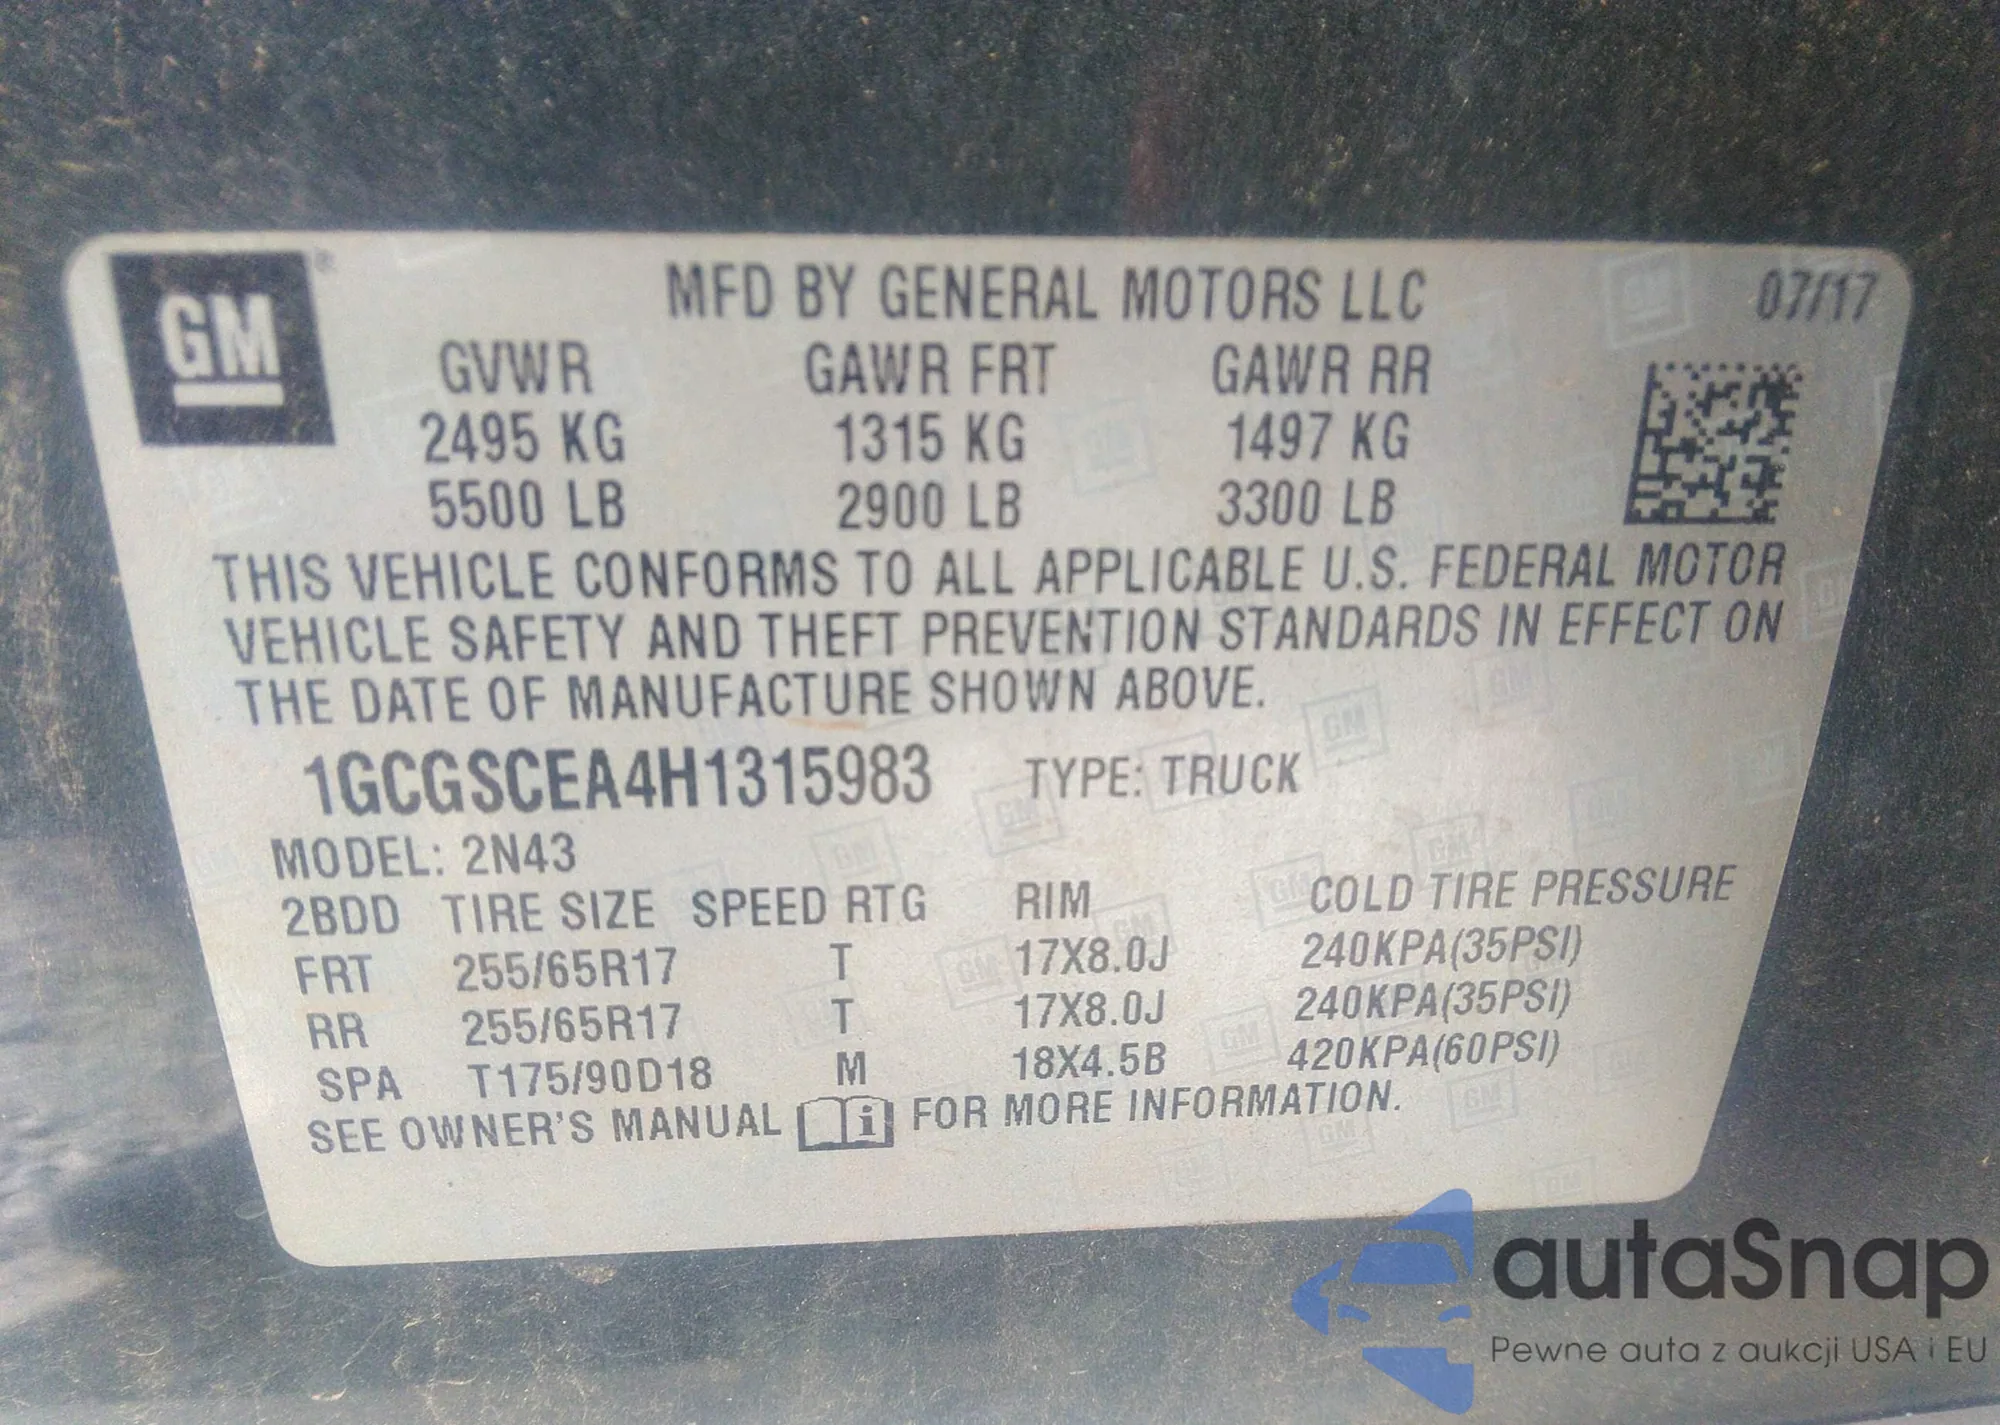 GM®
MFD BY GENERAL MOTORS LLC 07/17
GVWR GAWR FRT GAWR RR
2495 KG 1315 KG 1497 KG
5500 LB 2900 LB 3300 LB
THIS VEHICLE CONFORMS TO ALL APPLICABLE U.S. FEDERAL MOTOR
VEHICLE SAFETY AND THEFT PREVENTION STANDARDS IN EFFECT ON
THE DATE OF MANUFACTURE SHOWN ABOVE.
1GCGSCEA4H1315983 TYPE: TRUCK
MODEL: 2N43
2BDD TIRE SIZE SPEED RTG RIM COLD TIRE PRESSURE
FRT 255/65R17 T 17X8.0J 240KPA(35PSI)
RR 255/65R17 T 17X8.0J 240KPA(35PSI)
SPA T175/90D18 M 18X4.5B 420KPA(60PSI)
SEE OWNER'S MANUAL i FOR MORE INFORMATION.
autaSnap
Pewne auta z aukcji USA i EU